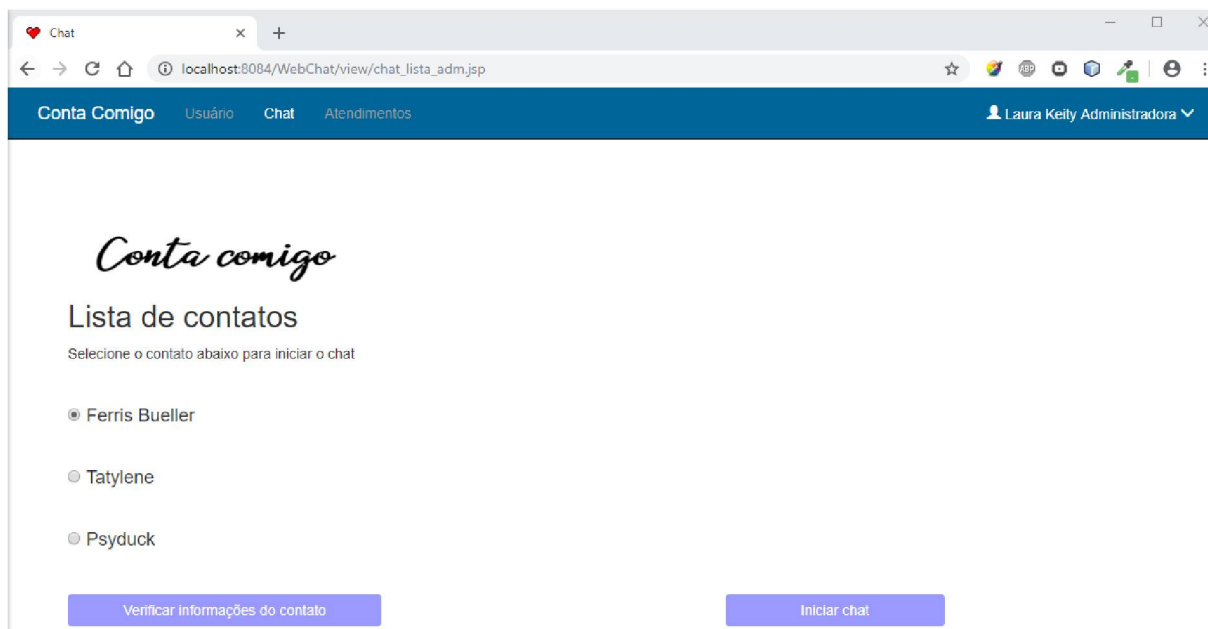 Chat
localhost:8084/WebChat/view/chat_lista_adm.jsp
ABP
Conta Comigo Usuário Chat Atendimentos Laura Keity Administradora
Conta comigo
Lista de contatos
Selecione o contato abaixo para iniciar o chat
Ferris Bueller
Tatylene
Psyduck
Verificar informações do contato Iniciar chat